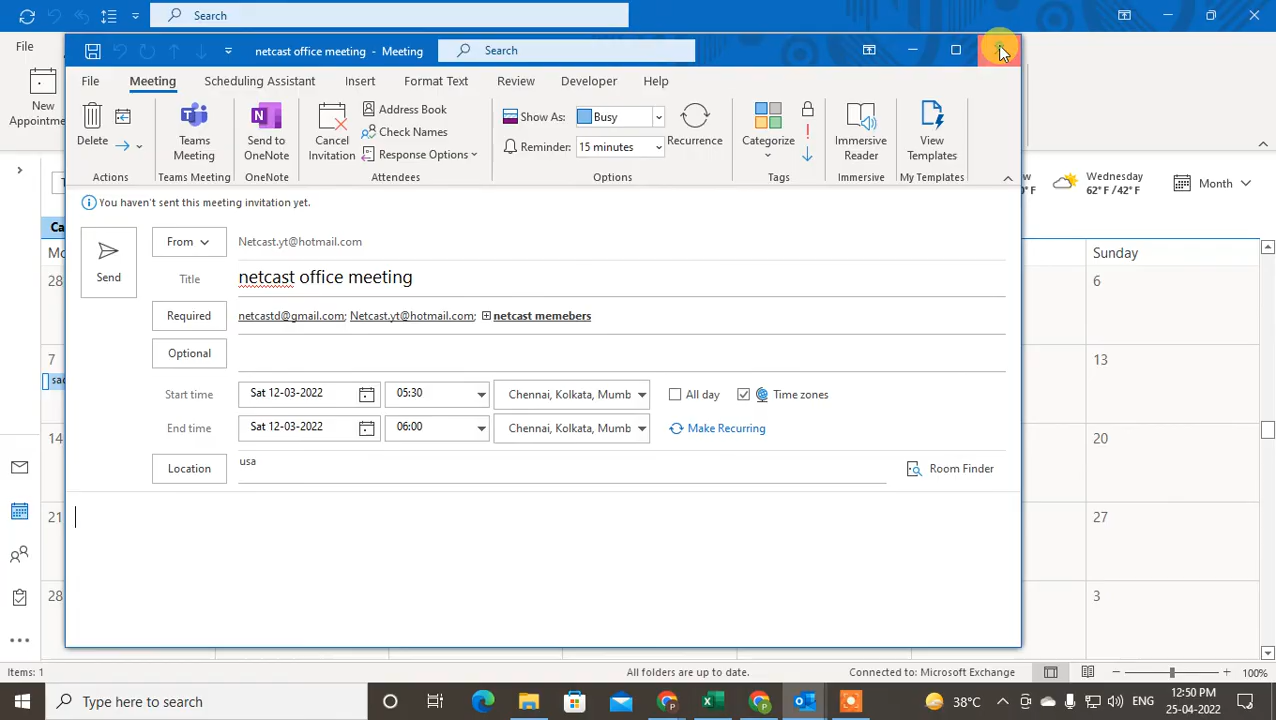 Search
File
netcast office meeting - Meeting
Search
File Meeting Scheduling Assistant Insert Format Text Review Developer Help
New
Appointme
Delete
Teams
Meeting
Send to
OneNote
Cancel
Invitation
Address Book
Check Names
Response Options
Show As: Busy
Reminder: 15 minutes
Recurrence
Categorize
Immersive
Reader
View
Templates
Actions Teams Meeting OneNote Attendees Options Tags Immersive My Templates
You haven't sent this meeting invitation yet.
Send
From Netcast.yt@hotmail.com
Title netcast office meeting
Required netcastd@gmail.com; Netcast.yt@hotmail.com; netcast memebers
Optional
Start time Sat 12-03-2022 05:30 Chennai, Kolkata, Mumb All day Time zones
End time Sat 12-03-2022 06:00 Chennai, Kolkata, Mumb Make Recurring
Location usa Room Finder
Wednesday
62° F / 42° F
Month
Ca
Mo
Sunday
28 6
7 13
14 20
21 27
28 3
Items: 1 All folders are up to date. Connected to: Microsoft Exchange 100%
Type here to search 38°C ENG
12:50 PM
25-04-2022